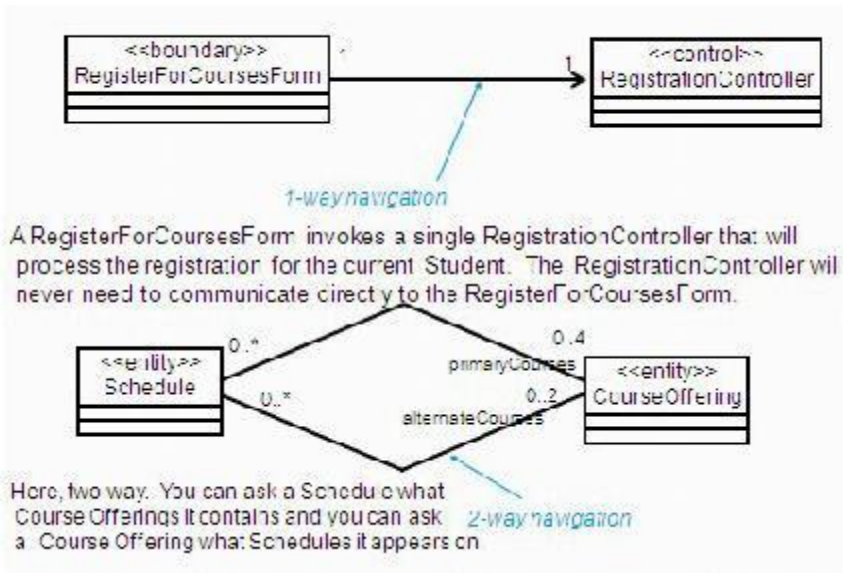 <<boundary>>
RegisterForCoursesForm
1
1
<<control>>
RegistrationController
1-way navigation
A RegisterForCoursesForm invokes a single RegistrationController that will
process the registration for the current Student. The RegistrationController will
never need to communicate directly to the RegisterForCoursesForm.
<<entity>>
Schedule
0..*
0..*
0..4
primaryCourses
0..2
alternateCourses
<<entity>>
CourseOffering
Here, two way. You can ask a Schedule what
Course Offerings it contains and you can ask
a Course Offering what Schedules it appears on
2-way navigation